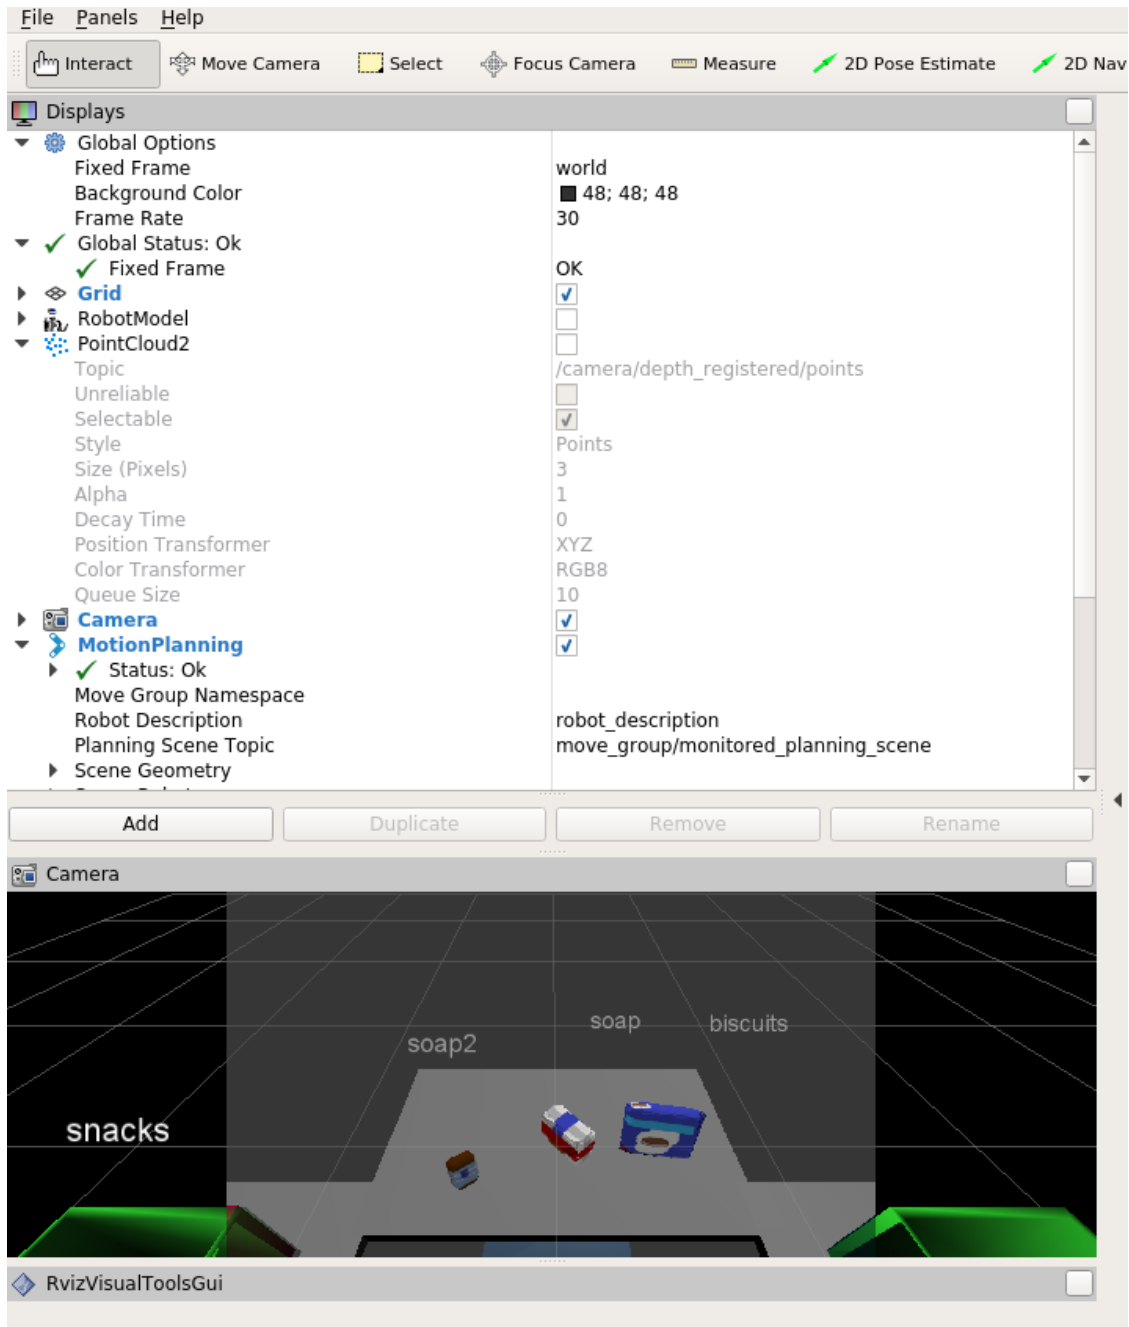 File Panels Help
Interact Move Camera Select Focus Camera Measure 2D Pose Estimate 2D Nav
Displays
Global Options
Fixed Frame world
Background Color 48; 48; 48
Frame Rate 30
Global Status: Ok
Fixed Frame OK
Grid
RobotModel
PointCloud2
Topic /camera/depth_registered/points
Unreliable
Selectable
Style Points
Size (Pixels) 3
Alpha 1
Decay Time 0
Position Transformer XYZ
Color Transformer RGB8
Queue Size 10
Camera
MotionPlanning
Status: Ok
Move Group Namespace
Robot Description robot_description
Planning Scene Topic move_group/monitored_planning_scene
Scene Geometry
Add Duplicate Remove Rename
Camera
soap biscuits
soap2
snacks
RvizVisualToolsGui